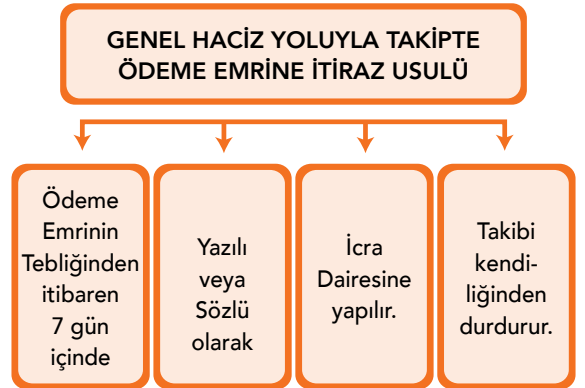 GENEL HACİZ YOLUYLA TAKİPTE
ÖDEME EMRİNE İTİRAZ USULÜ
Ödeme
Emrinin
Tebliğinden
itibaren
7 gün
içinde
Yazılı
veya
Sözlü
olarak
İcra
Dairesine
yapılır.
Takibi
kendi-
liğinden
durdurur.